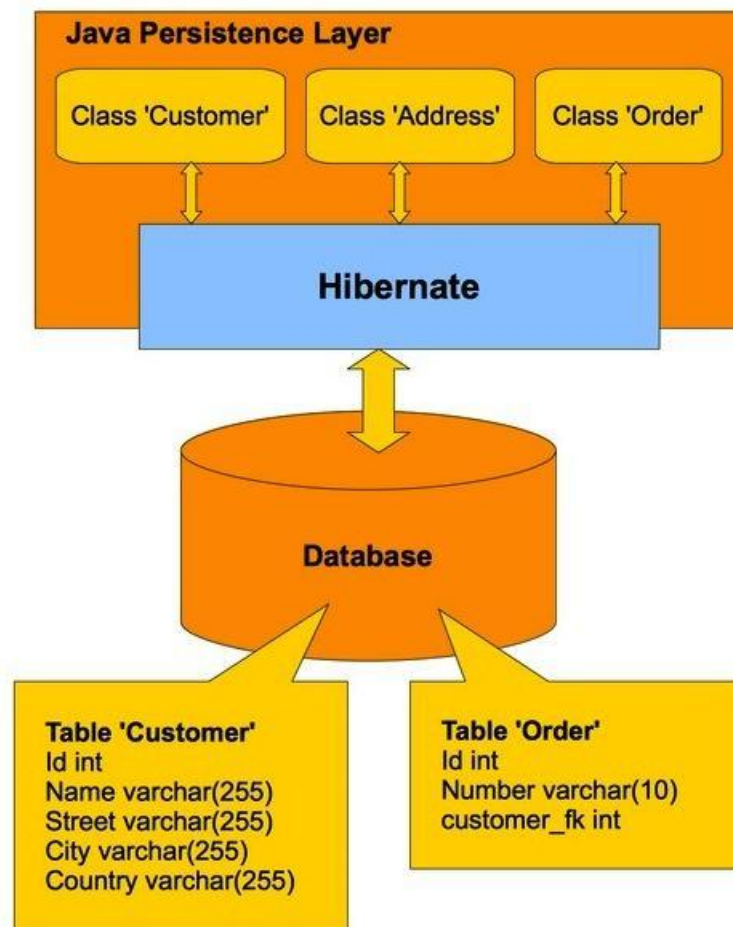 Java Persistence Layer
Class 'Customer'
Class 'Address'
Class 'Order'
Hibernate
Database
Table 'Customer'
Id int
Name varchar(255)
Street varchar(255)
City varchar(255)
Country varchar(255)
Table 'Order'
Id int
Number varchar(10)
customer_fk int